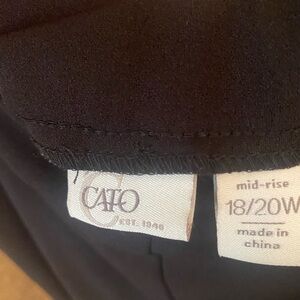 CATO
EST. 1946
mid-rise
18/20W
made in
china